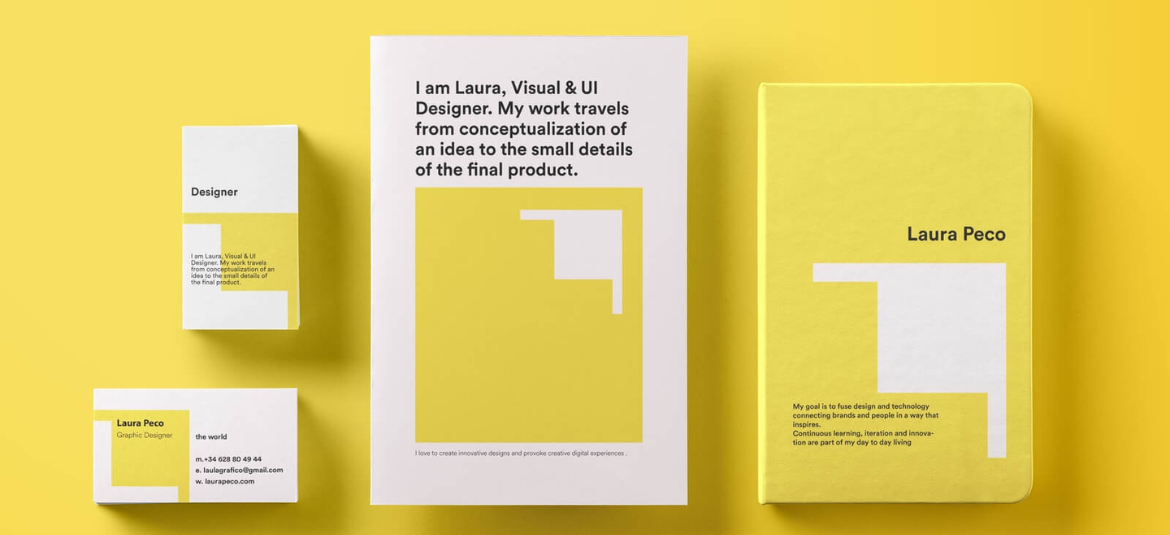 Designer
I am Laura, Visual & UI
Designer. My work travels
from conceptualization of an
idea to the small details of
the final product.
Laura Peco
Graphic Designer
the world
m.+34 628 80 49 44
e. laulagrafico@gmail.com
w. laurapeco.com
I am Laura, Visual & UI
Designer. My work travels
from conceptualization of
an idea to the small details
of the final product.
I love to create innovative designs and provoke creative digital experiences .
Laura Peco
My goal is to fuse design and technology
connecting brands and people in a way that
inspires.
Continuous learning, iteration and innova-
tion are part of my day to day living